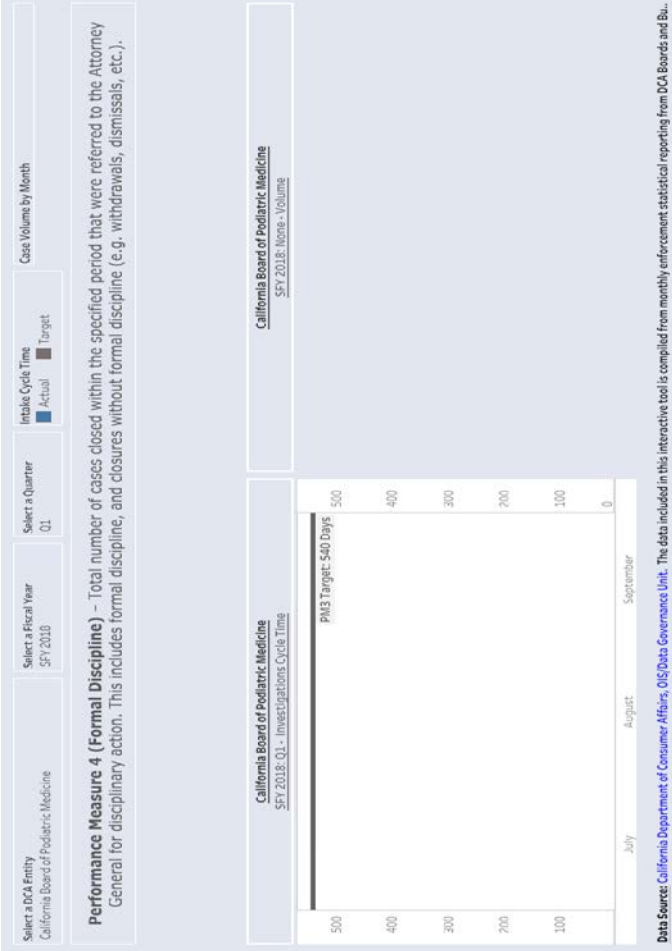 Select a DCA Entity
California Board of Podiatric Medicine
Select a Fiscal Year
SFY 2018
Select a Quarter
Q1
Intake Cycle Time
Actual
Target
Case Volume by Month
Performance Measure 4 (Formal Discipline) – Total number of cases closed within the specified period that were referred to the Attorney
General for disciplinary action. This includes formal discipline, and closures without formal discipline (e.g. withdrawals, dismissals, etc.).
California Board of Podiatric Medicine
SFY 2018: Q1 - Investigations Cycle Time
California Board of Podiatric Medicine
SFY 2018: None - Volume
PM3 Target: 540 Days
500
400
300
200
100
500
400
300
200
100
0
July
August
September
Data Source: California Department of Consumer Affairs, OIS/Data Governance Unit. The data included in this interactive tool is compiled from monthly enforcement statistical reporting from DCA Boards and Bu..